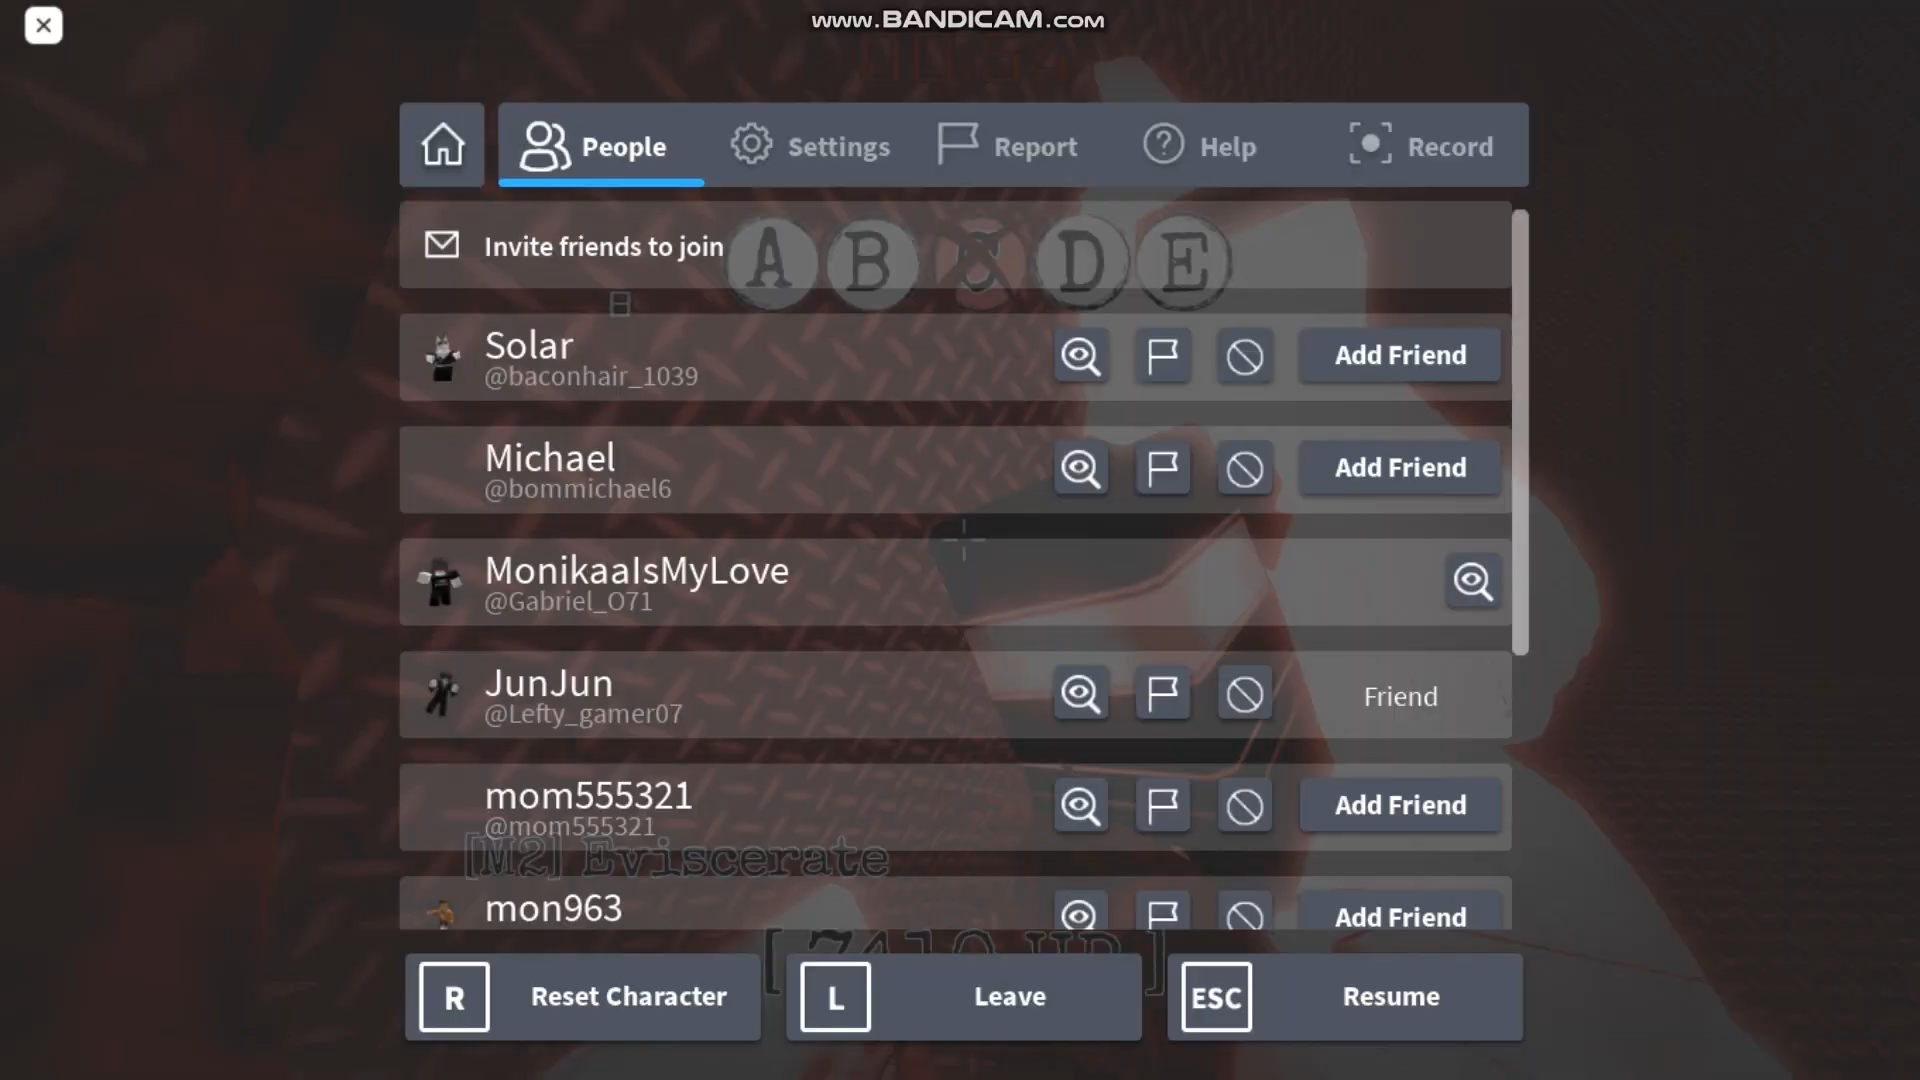 www.BANDICAM.com
People
Settings
Report
Help
Record
Invite friends to join
A B C D E
Solar
@baconhair_1039
Add Friend
Michael
@bommichael6
Add Friend
MonikaaIsMyLove
@Gabriel_O71
JunJun
@Lefty_gamer07
Friend
mom555321
@mom555321
Add Friend
[M2] Eviscerate
mon963
Add Friend
R Reset Character
L Leave
ESC Resume